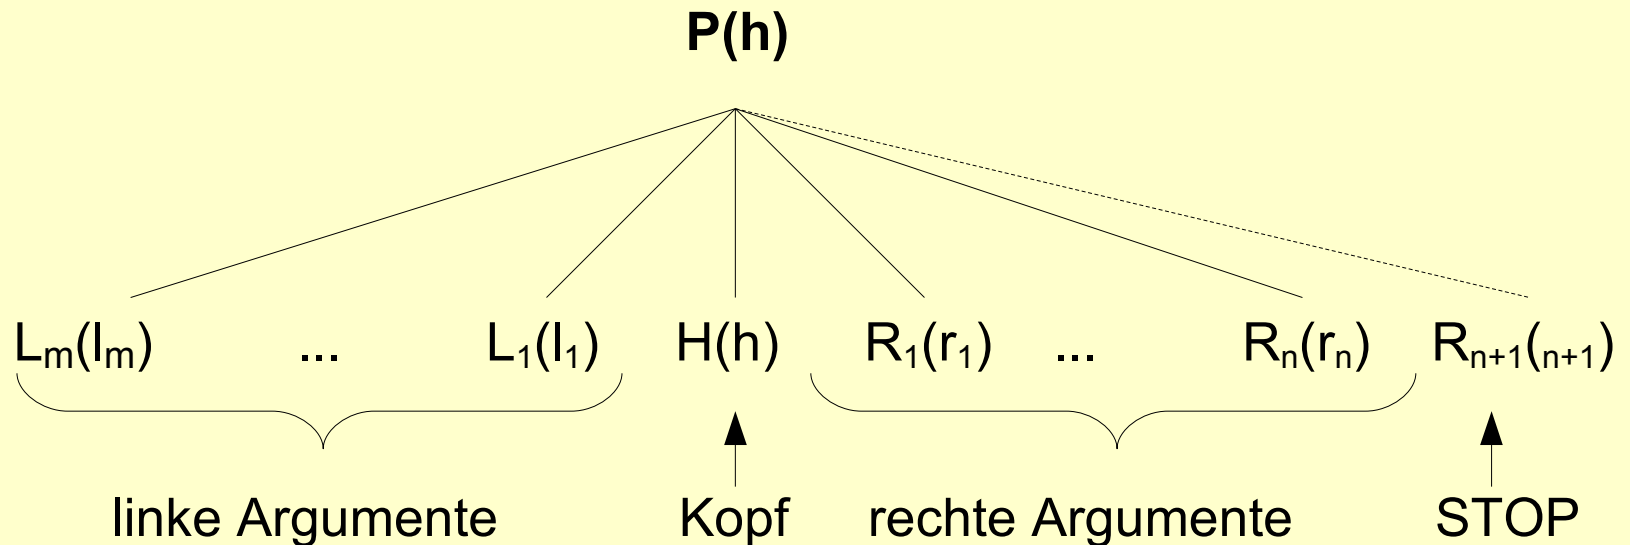 P(h)
Lm(lm) ... L1(l1) H(h) R1(r1) ... Rn(rn) Rn+1(n+1)
linke Argumente Kopf rechte Argumente STOP